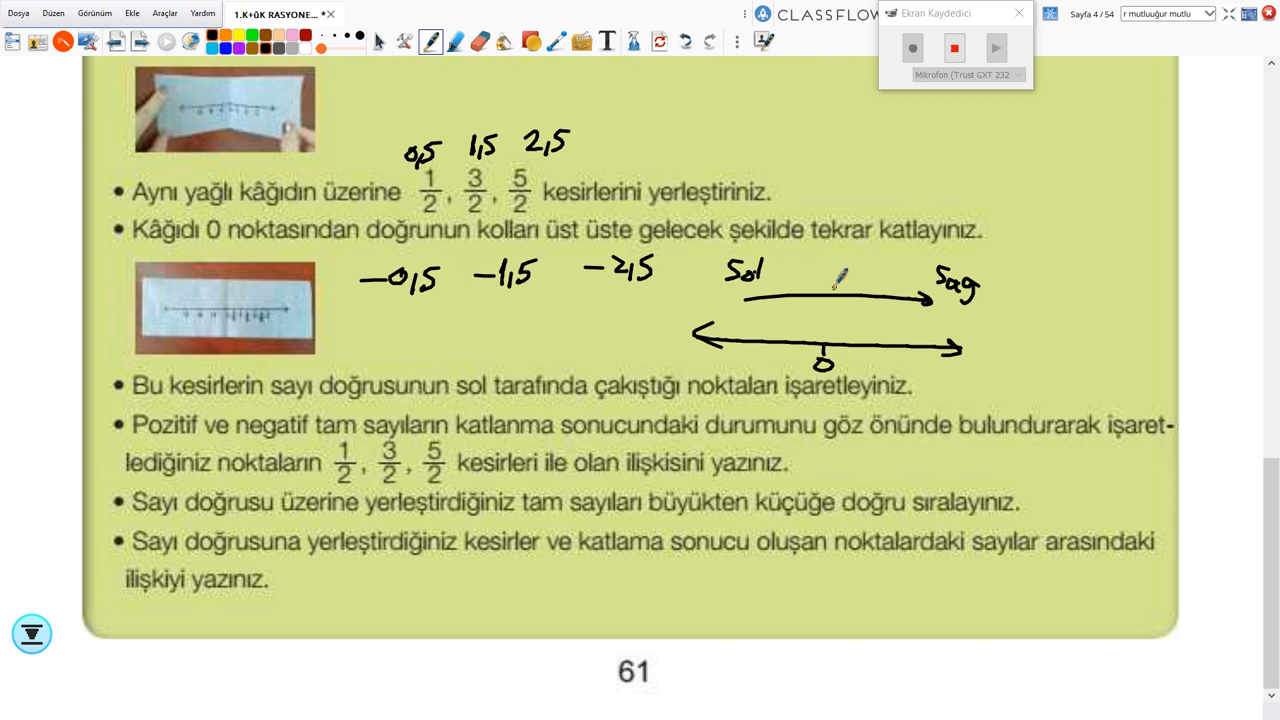 Dosya Düzen Görünüm Ekle Araçlar Yardım 1.K+ûK RASYONE... *
CLASSFLOW
Ekran Kaydedici
Sayfa 4 / 54
r mutluuğur mutlu
Mikrofon (Trust GXT 232
0,5 1,5 2,5
• Aynı yağlı kâğıdın üzerine 1/2, 3/2, 5/2 kesirlerini yerleştiriniz.
• Kâğıdı 0 noktasından doğrunun kolları üst üste gelecek şekilde tekrar katlayınız.
-0,5 -1,5 -2,5 Sol Sağ
0
• Bu kesirlerin sayı doğrusunun sol tarafında çakıştığı noktaları işaretleyiniz.
• Pozitif ve negatif tam sayıların katlanma sonucundaki durumunu göz önünde bulundurarak işaret-
lediğiniz noktaların 1/2, 3/2, 5/2 kesirleri ile olan ilişkisini yazınız.
• Sayı doğrusu üzerine yerleştirdiğiniz tam sayıları büyükten küçüğe doğru sıralayınız.
• Sayı doğrusuna yerleştirdiğiniz kesirler ve katlama sonucu oluşan noktalardaki sayılar arasındaki
ilişkiyi yazınız.
61